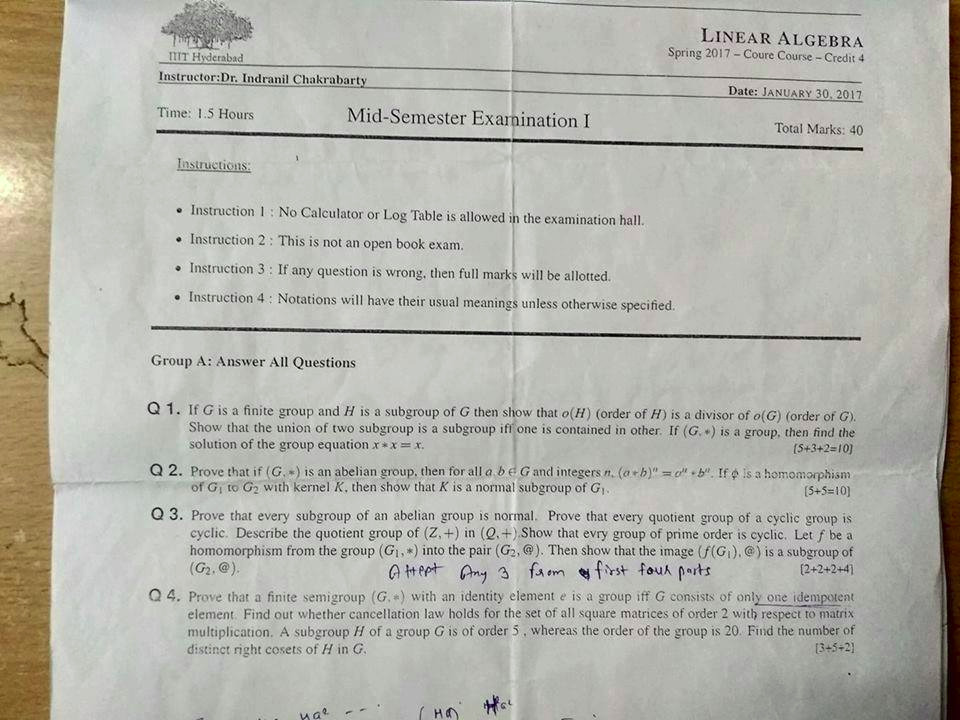 IIIT Hyderabad
LINEAR ALGEBRA
Spring 2017 – Coure Course – Credit 4
Instructor:Dr. Indranil Chakrabarty
Date: JANUARY 30, 2017
Time: 1.5 Hours
Mid-Semester Examination I
Total Marks: 40
Instructions:
• Instruction 1 : No Calculator or Log Table is allowed in the examination hall.
• Instruction 2 : This is not an open book exam.
• Instruction 3 : If any question is wrong, then full marks will be allotted.
• Instruction 4 : Notations will have their usual meanings unless otherwise specified.
Group A: Answer All Questions
Q 1. If G is a finite group and H is a subgroup of G then show that o(H) (order of H) is a divisor of o(G) (order of G).
Show that the union of two subgroup is a subgroup iff one is contained in other. If (G,*) is a group, then find the
solution of the group equation x * x = x.
[5+3+2=10]
Q 2. Prove that if (G,*) is an abelian group, then for all a, b ∈ G and integers n, (a*b)ⁿ = aⁿ * bⁿ. If ϕ is a homomorphism
of G₁ to G₂ with kernel K, then show that K is a normal subgroup of G₁.
[5+5=10]
Q 3. Prove that every subgroup of an abelian group is normal. Prove that every quotient group of a cyclic group is
cyclic. Describe the quotient group of (Z,+) in (Q,+) Show that evry group of prime order is cyclic. Let f be a
homomorphism from the group (G₁,*) into the pair (G₂,@). Then show that the image (f(G₁),@) is a subgroup of
(G₂,@).
Attept Any 3 from first four parts
[2+2+2+4]
Q 4. Prove that a finite semigroup (G,*) with an identity element e is a group iff G consists of only one idempotent
element. Find out whether cancellation law holds for the set of all square matrices of order 2 with respect to matrix
multiplication. A subgroup H of a group G is of order 5 , whereas the order of the group is 20. Find the number of
distinct right cosets of H in G.
[3+5+2]